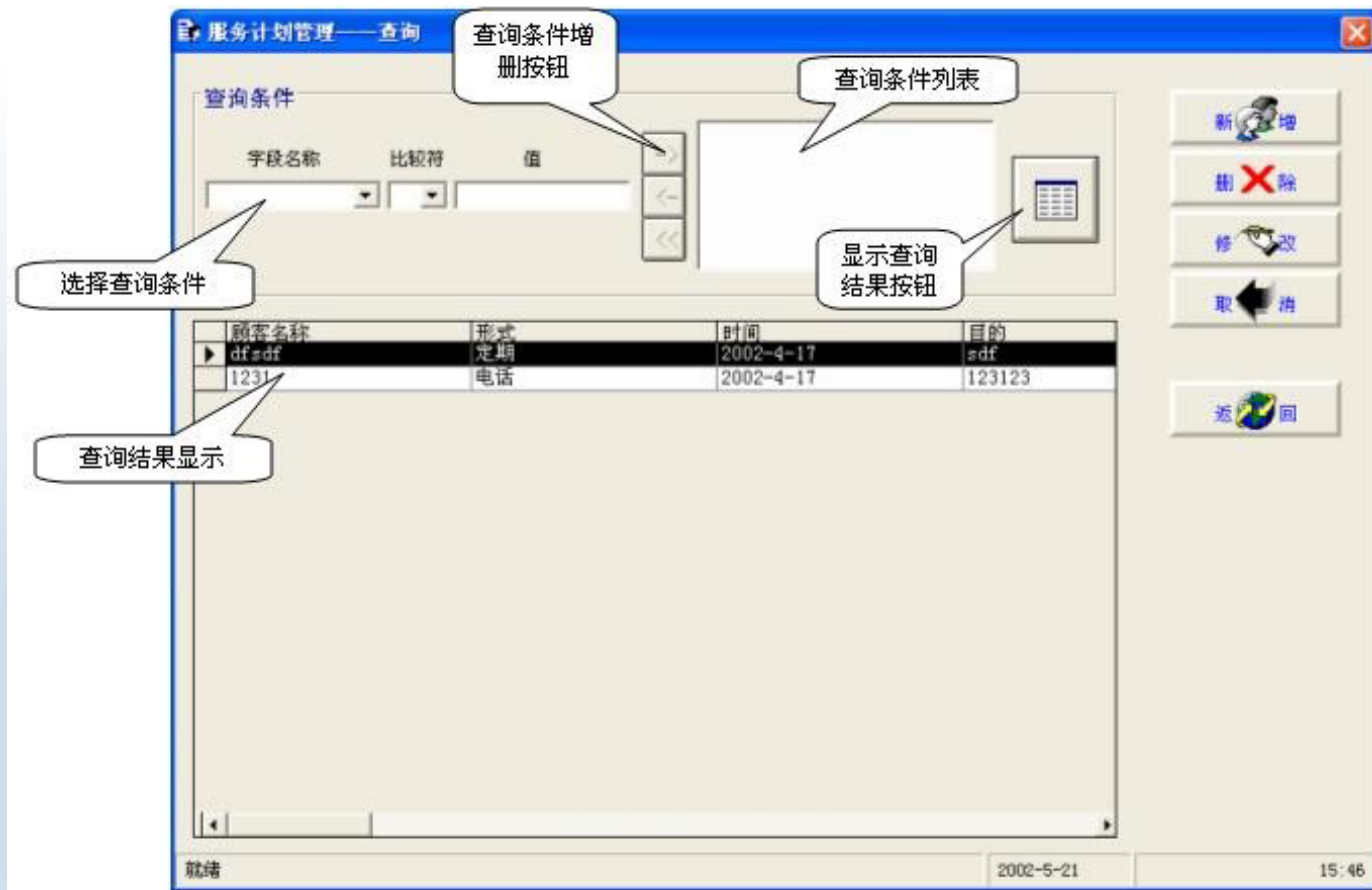 服务计划管理——查询
查询条件增
删按钮
查询条件列表
查询条件
字段名称 比较符 值
=>
<-
<<
显示查询
结果按钮
选择查询条件
新增
删除
修改
取消
返回
顾客名称 形式 时间 目的
dfsdf 定期 2002-4-17 sdf
1231 电话 2002-4-17 123123
查询结果显示
就绪 2002-5-21 15:46